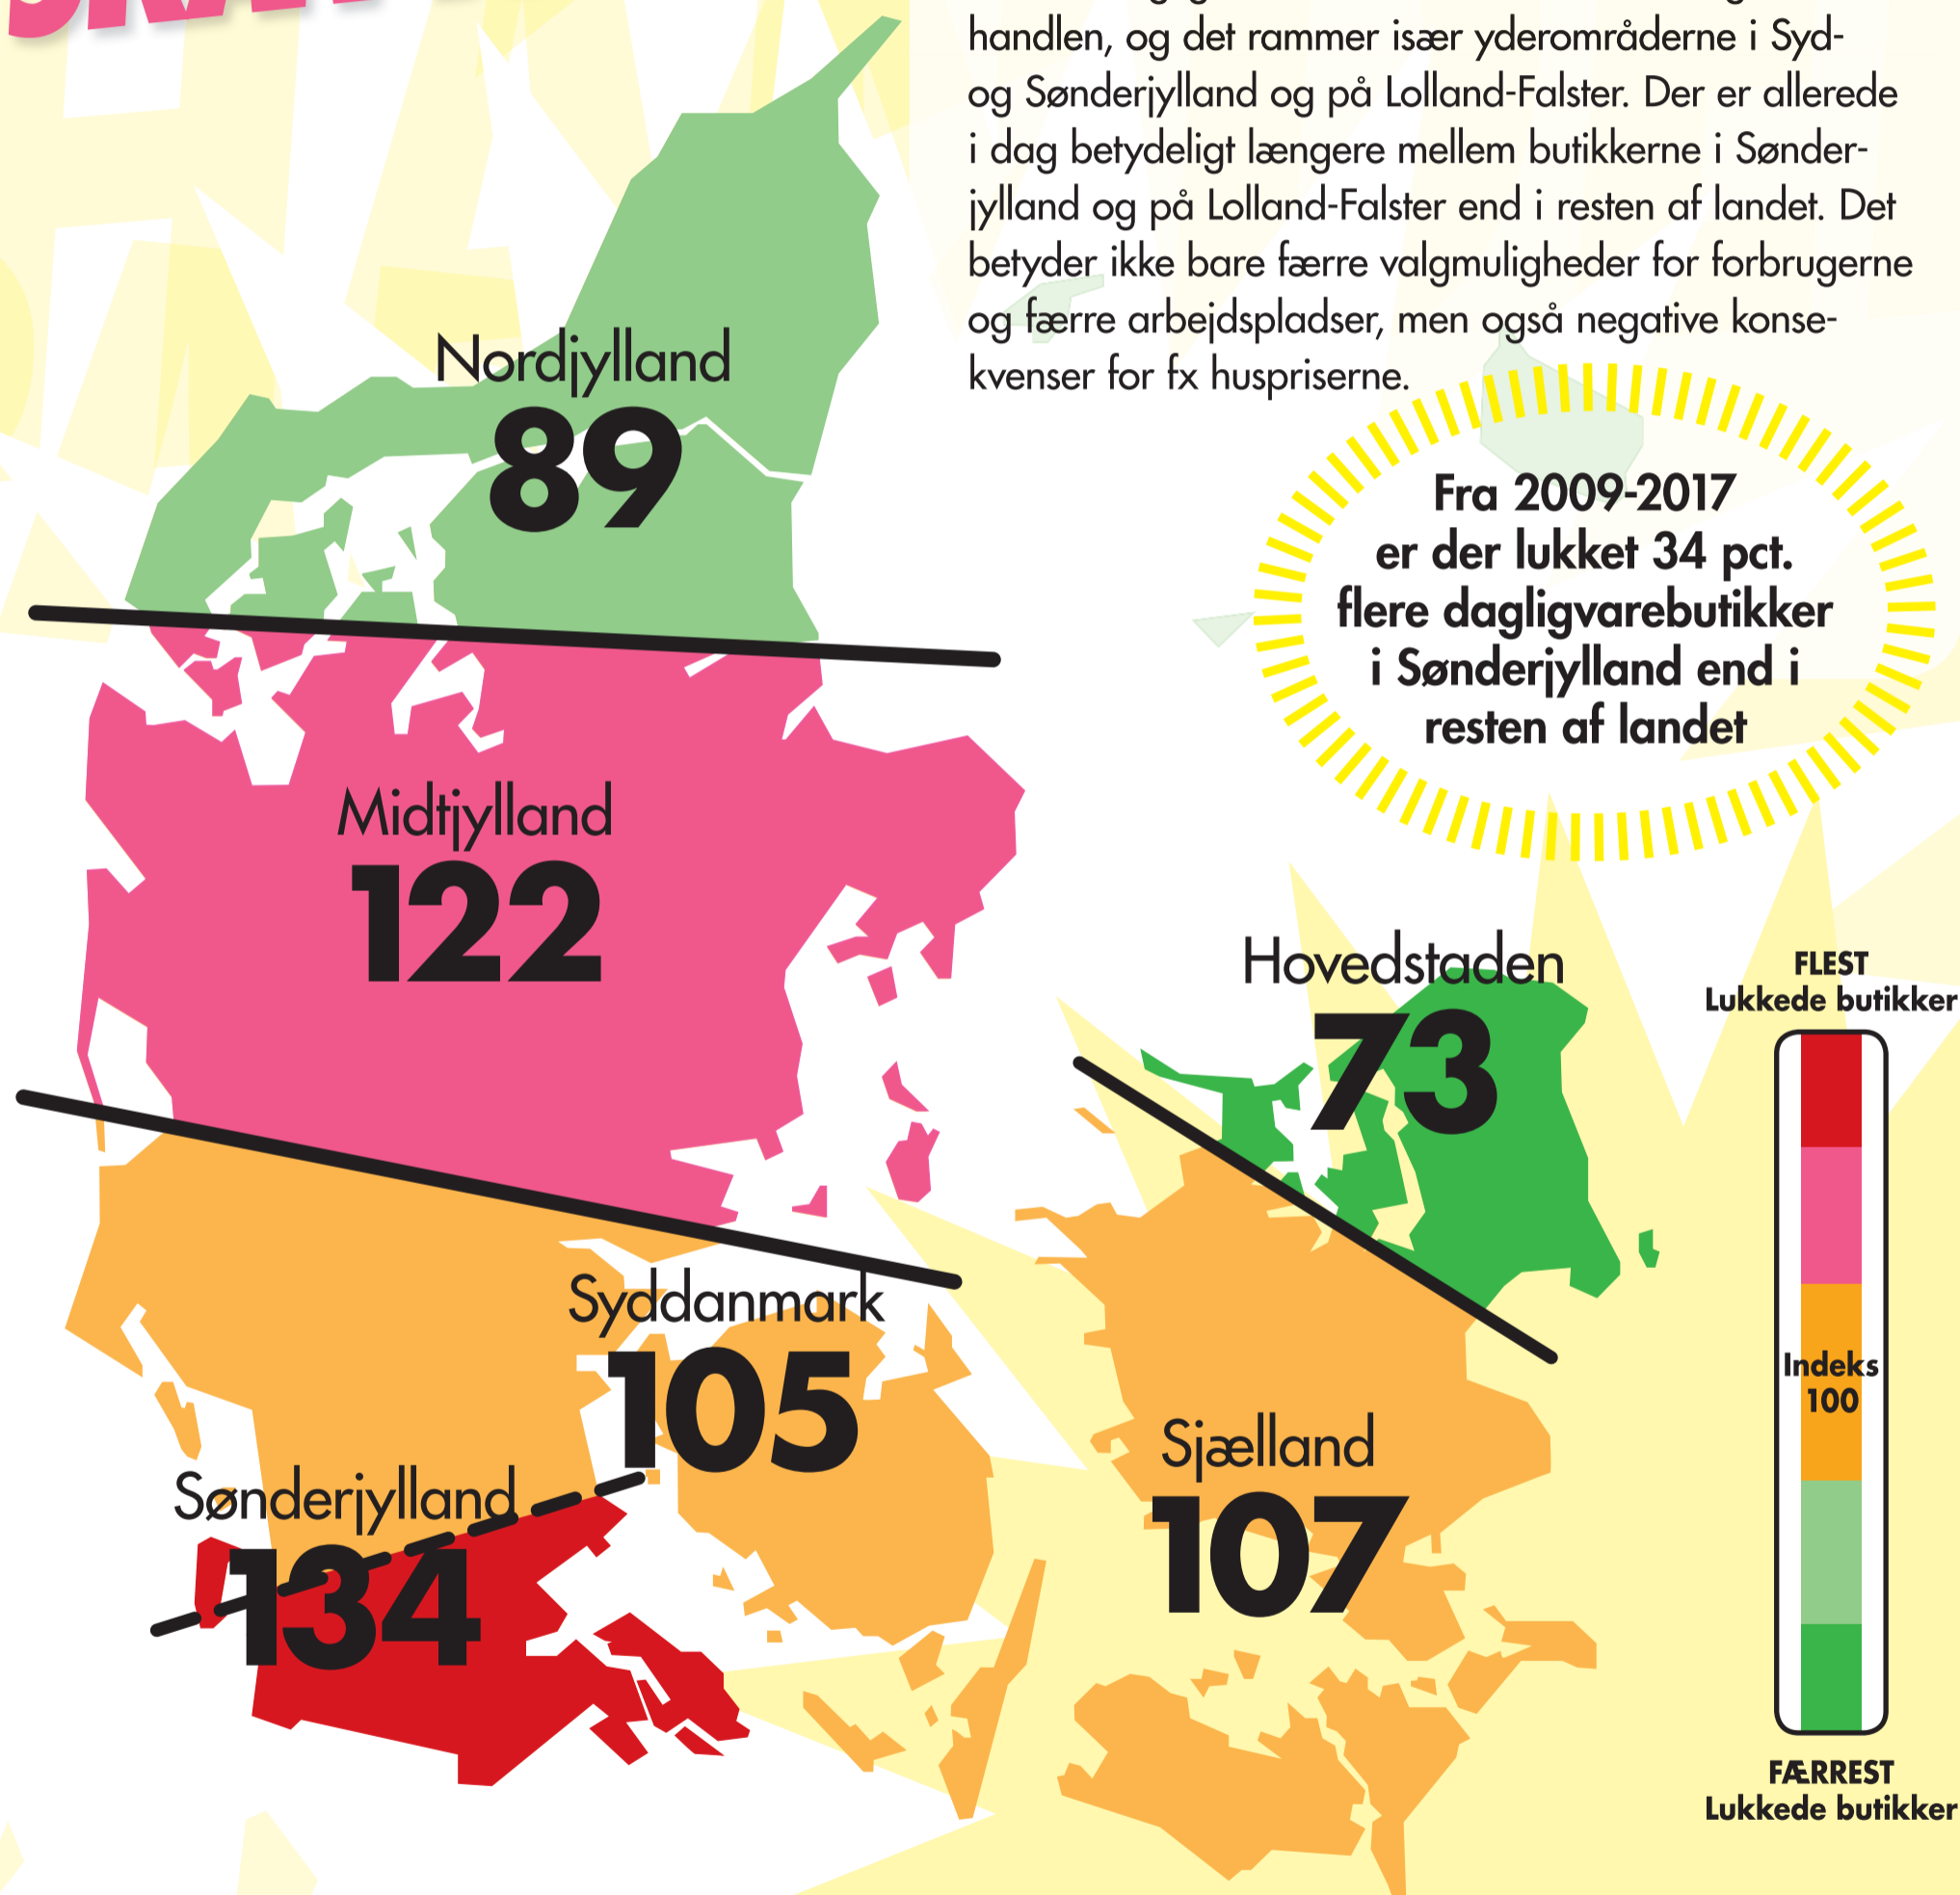 handlen, og det rammer især yderområderne i Syd-
og Sønderjylland og på Lolland-Falster. Der er allerede
i dag betydeligt længere mellem butikkerne i Sønder-
jylland og på Lolland-Falster end i resten af landet. Det
betyder ikke bare færre valgmuligheder for forbrugerne
og færre arbejdspladser, men også negative konse-
kvenser for fx huspriserne.
Nordjylland
89
Fra 2009-2017
er der lukket 34 pct.
flere dagligvarebutikker
i Sønderjylland end i
resten af landet
Midtjylland
122
Hovedstaden
73
FLEST
Lukkede butikker
Indeks
100
FÆRREST
Lukkede butikker
Syddanmark
105
Sjælland
107
Sønderjylland
134